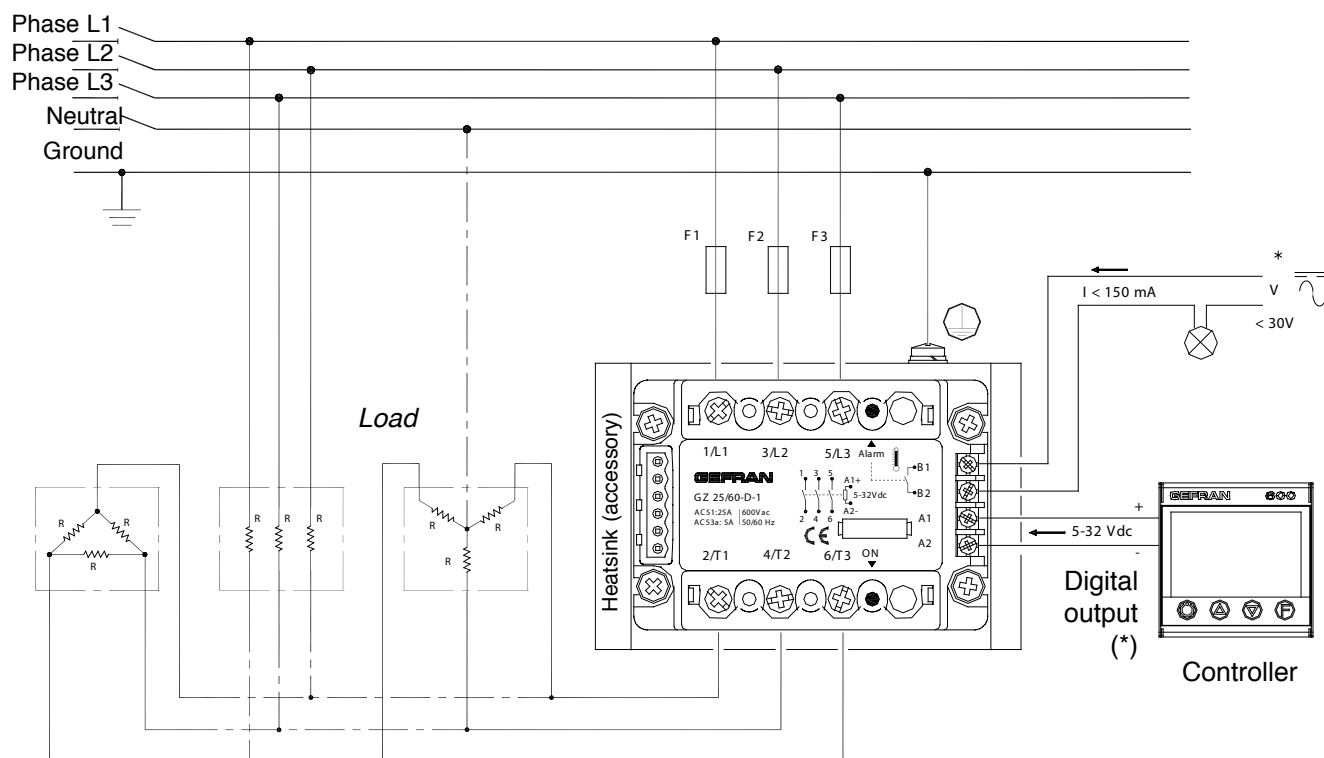 Phase L1
Phase L2
Phase L3
Neutral
Ground
F1 F2 F3
*
I < 150 mA
V
< 30V
Load
Heatsink (accessory)
1/L1 3/L2 5/L3 Alarm
B1
GEFRAN
1 3 5
A1+
B2
GZ 25/60-D-1
5-32Vdc
AC51:25A 600Vac
AC53a: 5A 50/60 Hz
A2-
2 4 6
A1
CE
A2
2/T1 4/T2 6/T3 ON
GEFRAN 600
+
5-32 Vdc
-
F
Digital
output
(*)
Controller
R R
R
R R R
R R
R